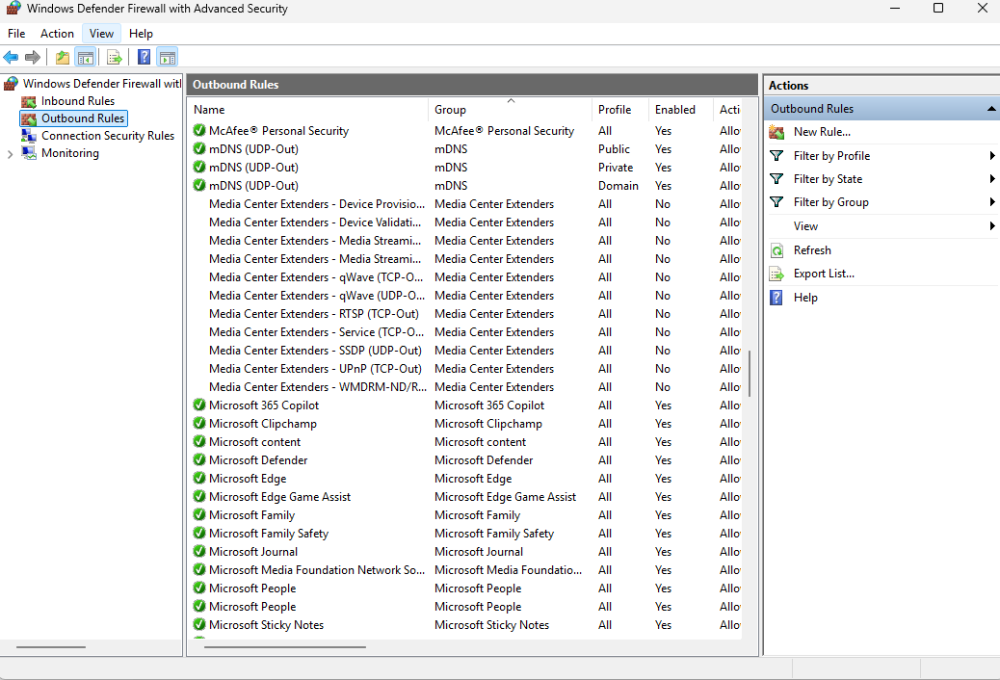 Windows Defender Firewall with Advanced Security
File Action View Help
Windows Defender Firewall with
Inbound Rules
Outbound Rules
Connection Security Rules
Monitoring
Outbound Rules
Name Group Profile Enabled Acti
McAfee® Personal Security McAfee® Personal Security All Yes Allo
mDNS (UDP-Out) mDNS Public Yes Allo
mDNS (UDP-Out) mDNS Private Yes Allo
mDNS (UDP-Out) mDNS Domain Yes Allo
Media Center Extenders - Device Provisio... Media Center Extenders All No Allo
Media Center Extenders - Device Validati... Media Center Extenders All No Allo
Media Center Extenders - Media Streami... Media Center Extenders All No Allo
Media Center Extenders - Media Streami... Media Center Extenders All No Allo
Media Center Extenders - qWave (TCP-O... Media Center Extenders All No Allo
Media Center Extenders - qWave (UDP-O... Media Center Extenders All No Allo
Media Center Extenders - RTSP (TCP-Out) Media Center Extenders All No Allo
Media Center Extenders - Service (TCP-O... Media Center Extenders All No Allo
Media Center Extenders - SSDP (UDP-Out) Media Center Extenders All No Allo
Media Center Extenders - UPnP (TCP-Out) Media Center Extenders All No Allo
Media Center Extenders - WMDRM-ND/R... Media Center Extenders All No Allo
Microsoft 365 Copilot Microsoft 365 Copilot All Yes Allo
Microsoft Clipchamp Microsoft Clipchamp All Yes Allo
Microsoft content Microsoft content All Yes Allo
Microsoft Defender Microsoft Defender All Yes Allo
Microsoft Edge Microsoft Edge All Yes Allo
Microsoft Edge Game Assist Microsoft Edge Game Assist All Yes Allo
Microsoft Family Microsoft Family All Yes Allo
Microsoft Family Safety Microsoft Family Safety All Yes Allo
Microsoft Journal Microsoft Journal All Yes Allo
Microsoft Media Foundation Network So... Microsoft Media Foundatio... All Yes Allo
Microsoft People Microsoft People All Yes Allo
Microsoft People Microsoft People All Yes Allo
Microsoft Sticky Notes Microsoft Sticky Notes All Yes Allo
Actions
Outbound Rules
New Rule...
Filter by Profile
Filter by State
Filter by Group
View
Refresh
Export List...
Help